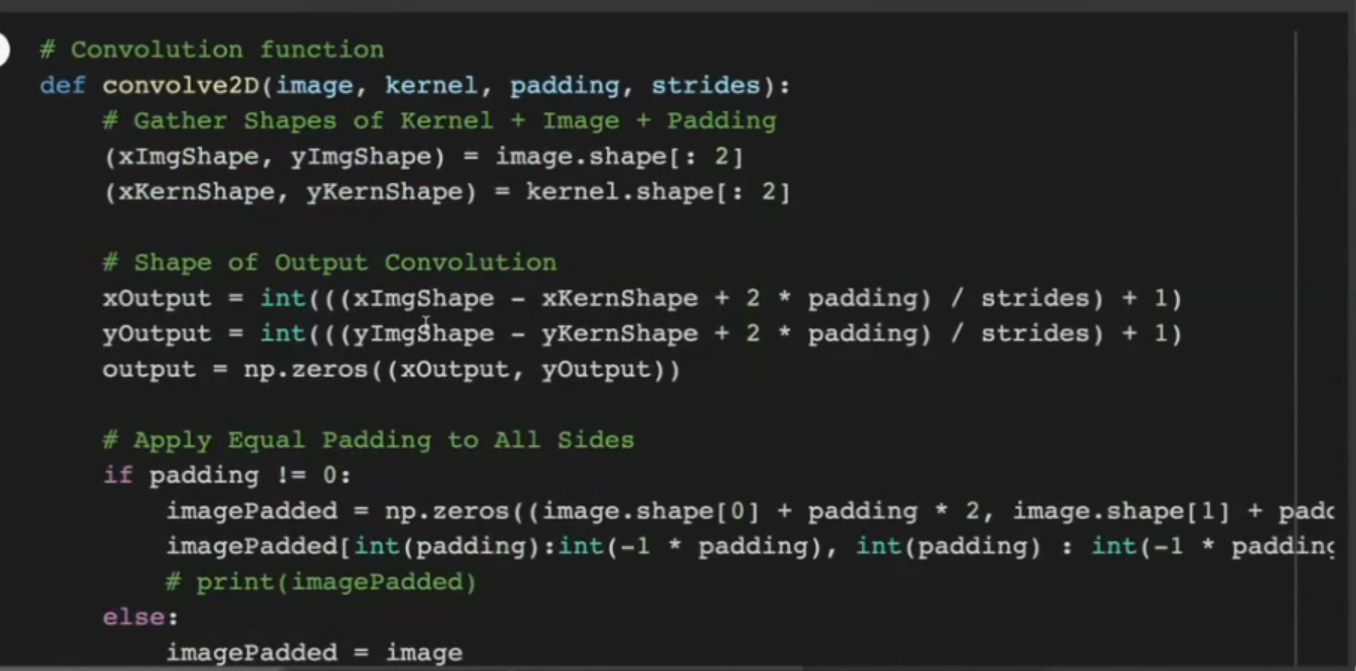 # Convolution function
def convolve2D(image, kernel, padding, strides):
# Gather Shapes of Kernel + Image + Padding
(xImgShape, yImgShape) = image.shape[: 2]
(xKernShape, yKernShape) = kernel.shape[: 2]
# Shape of Output Convolution
xOutput = int(((xImgShape - xKernShape + 2 * padding) / strides) + 1)
yOutput = int(((yImgShape - yKernShape + 2 * padding) / strides) + 1)
output = np.zeros((xOutput, yOutput))
# Apply Equal Padding to All Sides
if padding != 0:
imagePadded = np.zeros((image.shape[0] + padding * 2, image.shape[1] +
imagePadded[int(padding):int(-1 * padding), int(padding) : int(-1 * padding
# print(imagePadded)
else:
imagePadded = image